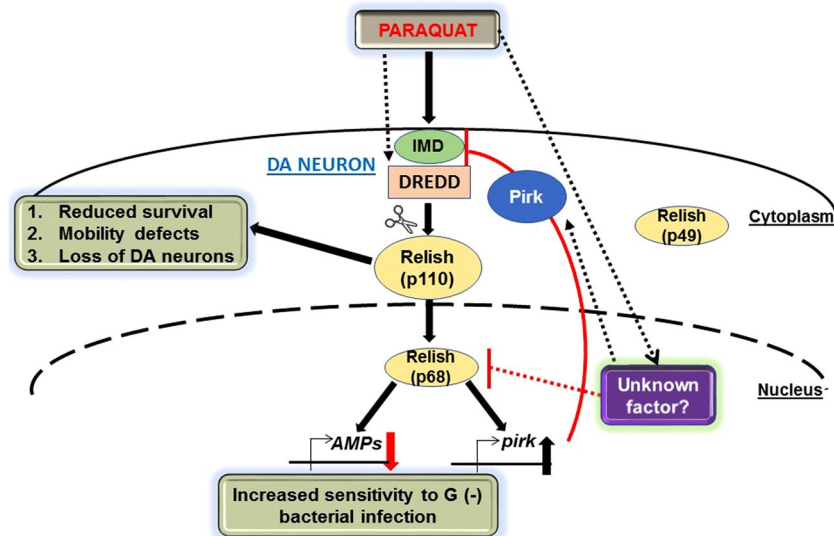 PARAQUAT
IMD
DA NEURON
DREDD
Pirk
1. Reduced survival
2. Mobility defects
3. Loss of DA neurons
Relish
(p49)
Cytoplasm
Relish
(p110)
Relish
(p68)
Unknown
factor?
Nucleus
AMPs
pirk
Increased sensitivity to G (-)
bacterial infection